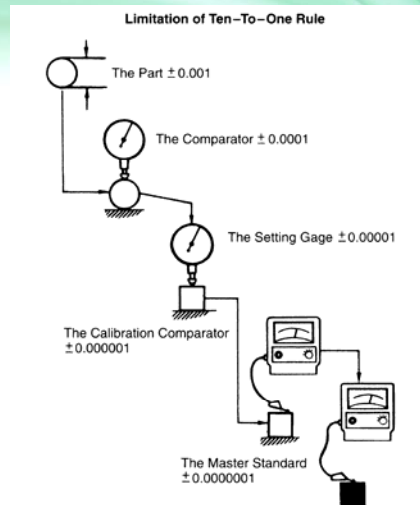 Limitation of Ten-To-One Rule
The Part ±0.001
The Comparator ± 0.0001
The Setting Gage ±0.00001
The Calibration Comparator
±0.000001
The Master Standard
±0.0000001